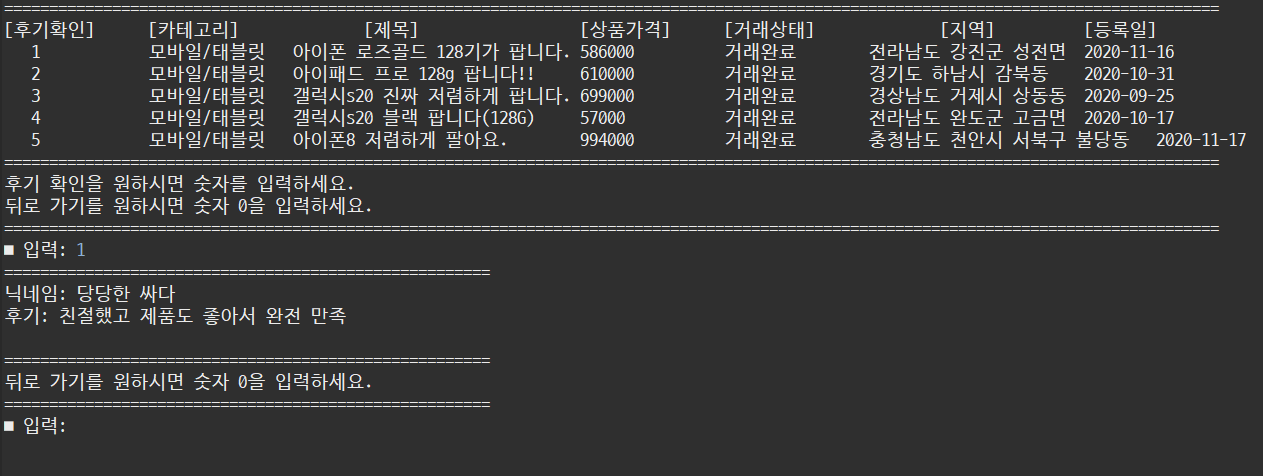 =======================================================================================================================================
[후기확인] [카테고리] [제목] [상품가격] [거래상태] [지역] [등록일]
1 모바일/태블릿 아이폰 로즈골드 128기가 팝니다. 586000 거래완료 전라남도 강진군 성전면 2020-11-16
2 모바일/태블릿 아이패드 프로 128g 팝니다!! 610000 거래완료 경기도 하남시 감북동 2020-10-31
3 모바일/태블릿 갤럭시s20 진짜 저렴하게 팝니다. 699000 거래완료 경상남도 거제시 상동동 2020-09-25
4 모바일/태블릿 갤럭시s20 블랙 팝니다(128G) 57000 거래완료 전라남도 완도군 고금면 2020-10-17
5 모바일/태블릿 아이폰8 저렴하게 팔아요. 994000 거래완료 충청남도 천안시 서북구 불당동 2020-11-17
=======================================================================================================================================
후기 확인을 원하시면 숫자를 입력하세요.
뒤로 가기를 원하시면 숫자 0을 입력하세요.
=======================================================================================================================================
■ 입력: 1
======================================================
닉네임: 당당한 싸다
후기: 친절했고 제품도 좋아서 완전 만족
======================================================
뒤로 가기를 원하시면 숫자 0을 입력하세요.
======================================================
■ 입력: